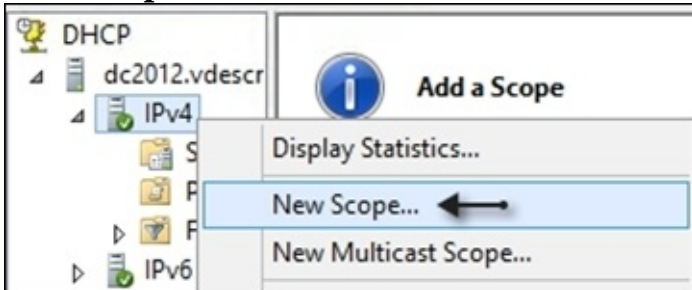 DHCP
dc2012.vdescr
IPv4
Add a Scope
S
Display Statistics...
P
New Scope...
F
New Multicast Scope...
IPv6